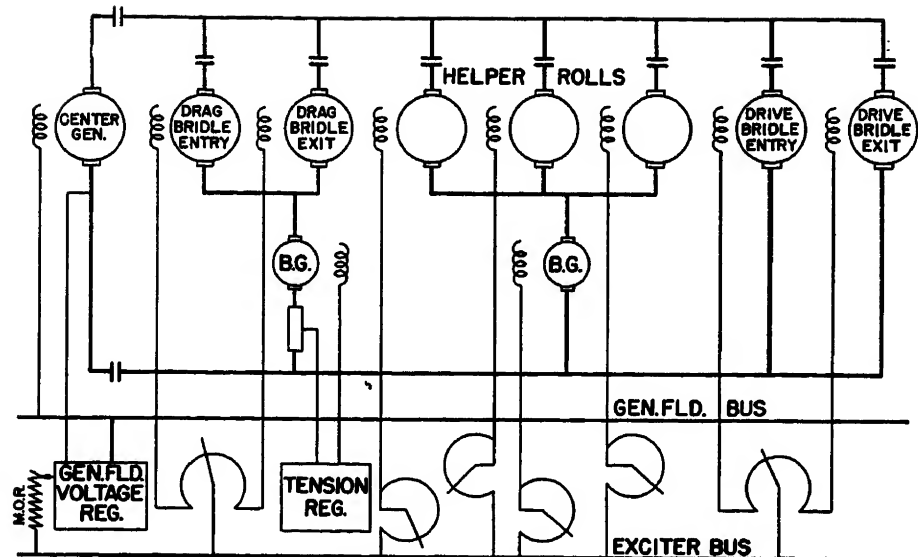 HELPER ROLLS
CENTER
GEN.
DRAG
BRIDLE
ENTRY
DRAG
BRIDLE
EXIT
DRIVE
BRIDLE
ENTRY
DRIVE
BRIDLE
EXIT
B.G.
B.G.
GEN.FLD. BUS
M.O.R.
GEN.FLD.
VOLTAGE
REG.
TENSION
REG.
EXCITER BUS